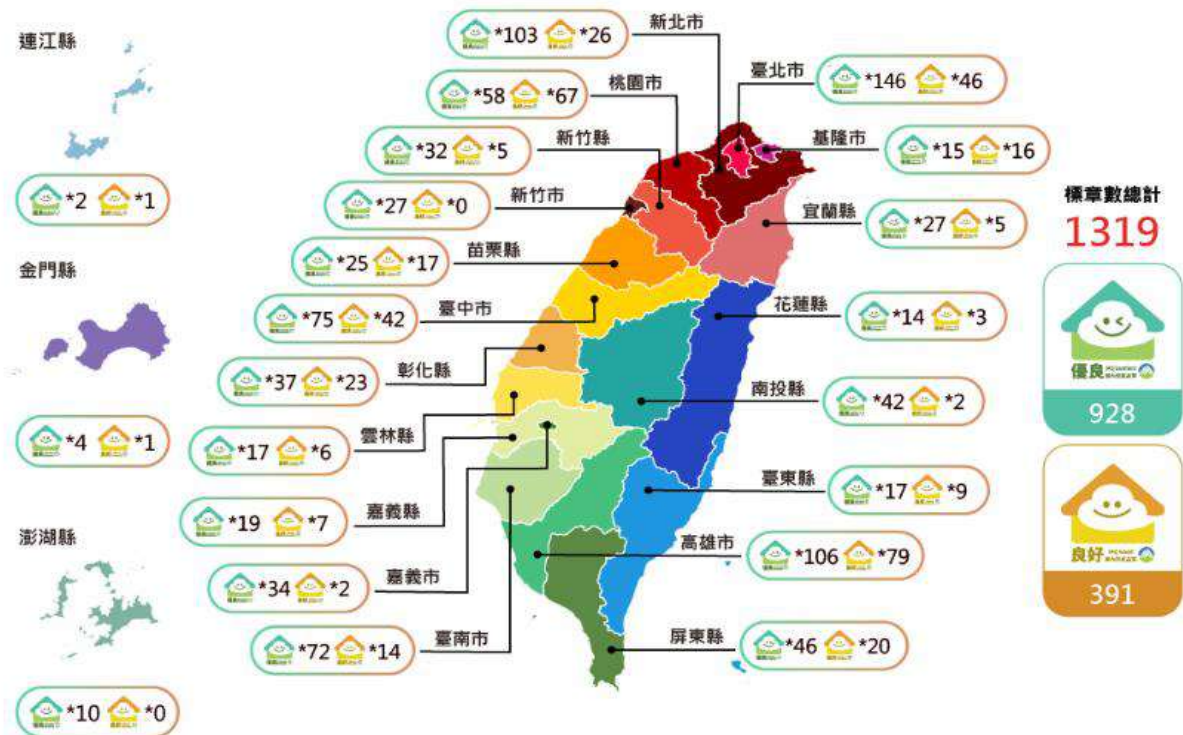 連江縣
*2 *1
金門縣
*4 *1
澎湖縣
*10 *0
新北市
*103 *26
桃園市
*58 *67
新竹縣
*32 *5
新竹市
*27 *0
苗栗縣
*25 *17
臺中市
*75 *42
彰化縣
*37 *23
雲林縣
*17 *6
嘉義縣
*19 *7
嘉義市
*34 *2
臺南市
*72 *14
臺北市
*146 *46
基隆市
*15 *16
宜蘭縣
*27 *5
花蓮縣
*14 *3
南投縣
*42 *2
臺東縣
*17 *9
高雄市
*106 *79
屏東縣
*46 *20
標章數總計
1319
優良
928
良好
391